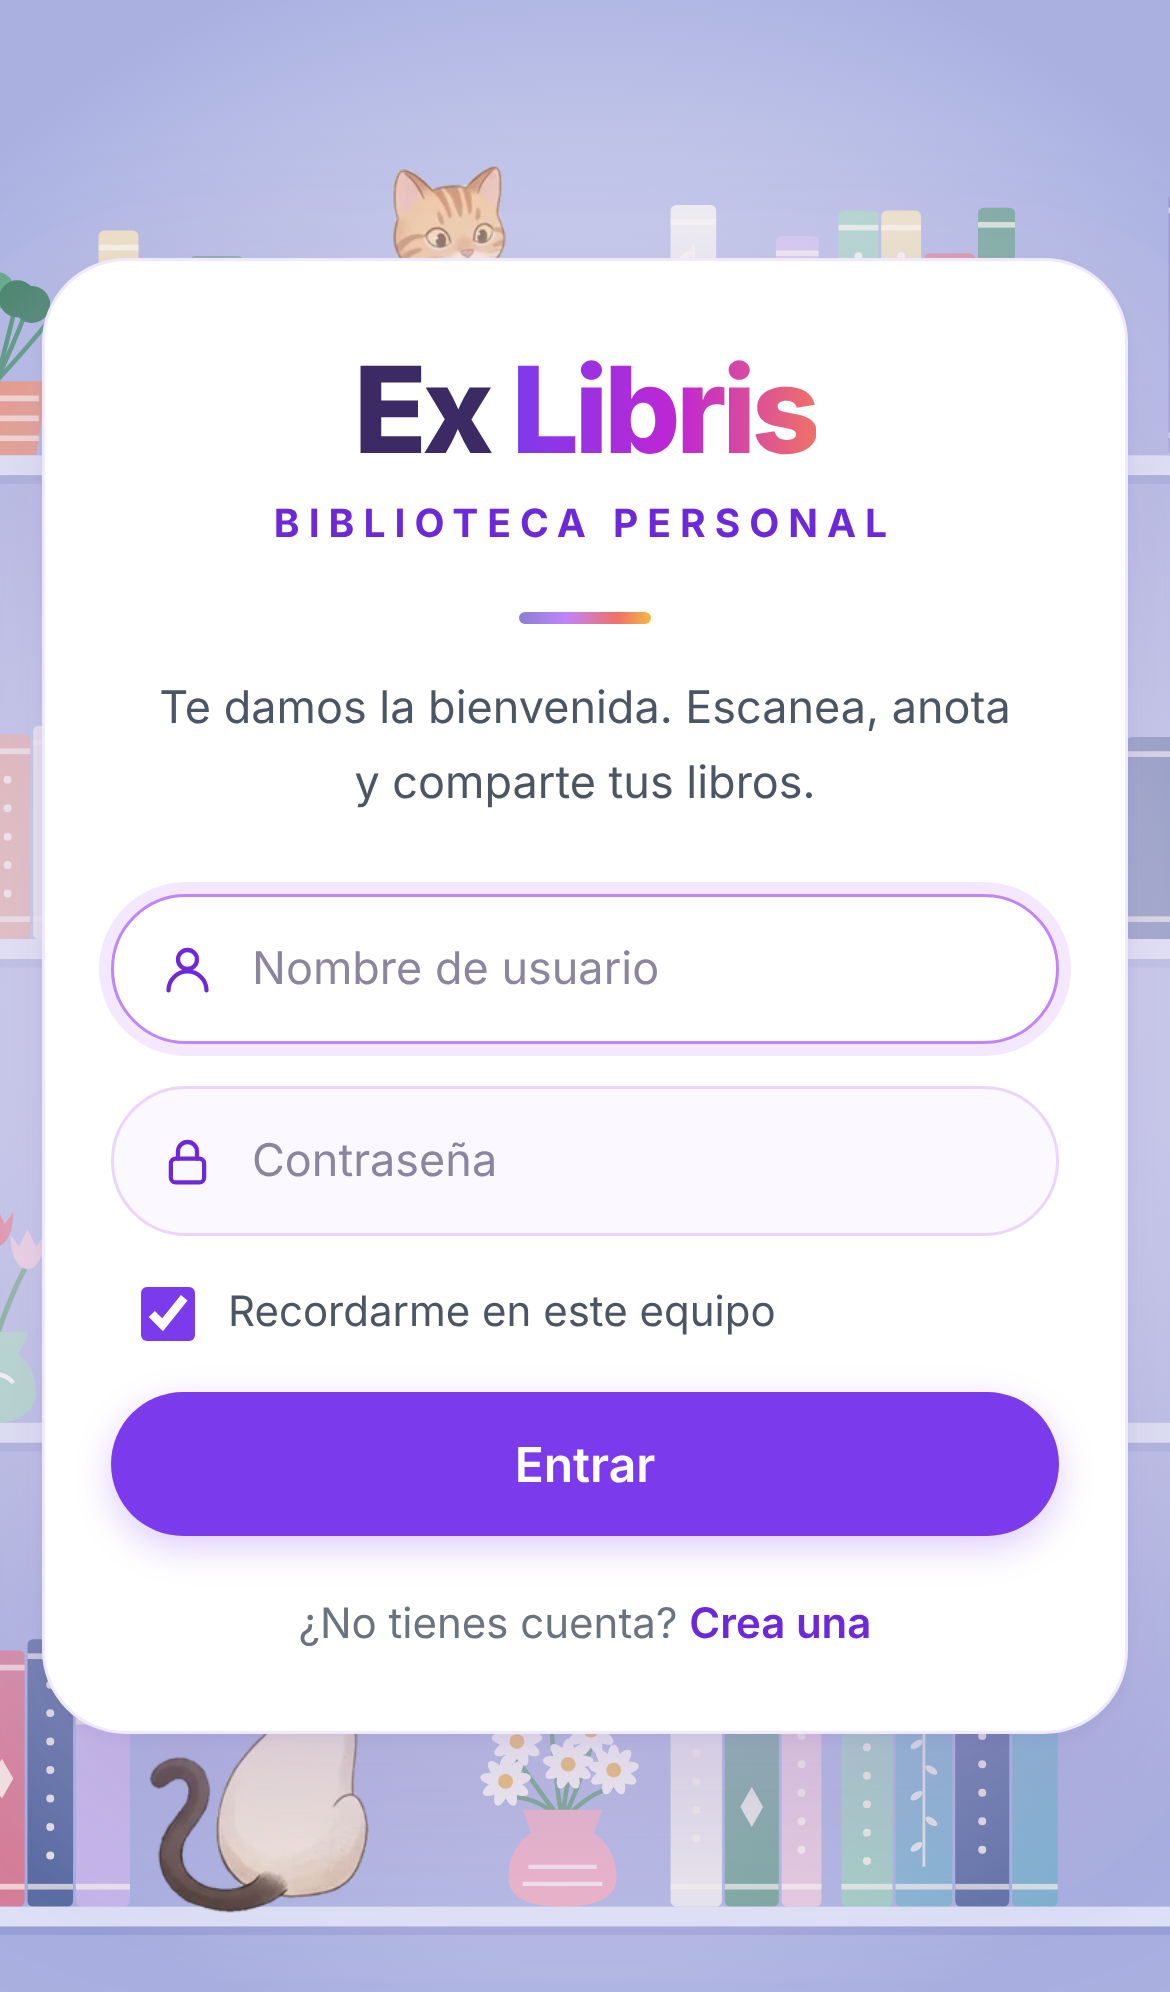 Ex Libris
BIBLIOTECA PERSONAL
Te damos la bienvenida. Escanea, anota
y comparte tus libros.
Nombre de usuario
Contraseña
Recordarme en este equipo
Entrar
¿No tienes cuenta? Crea una